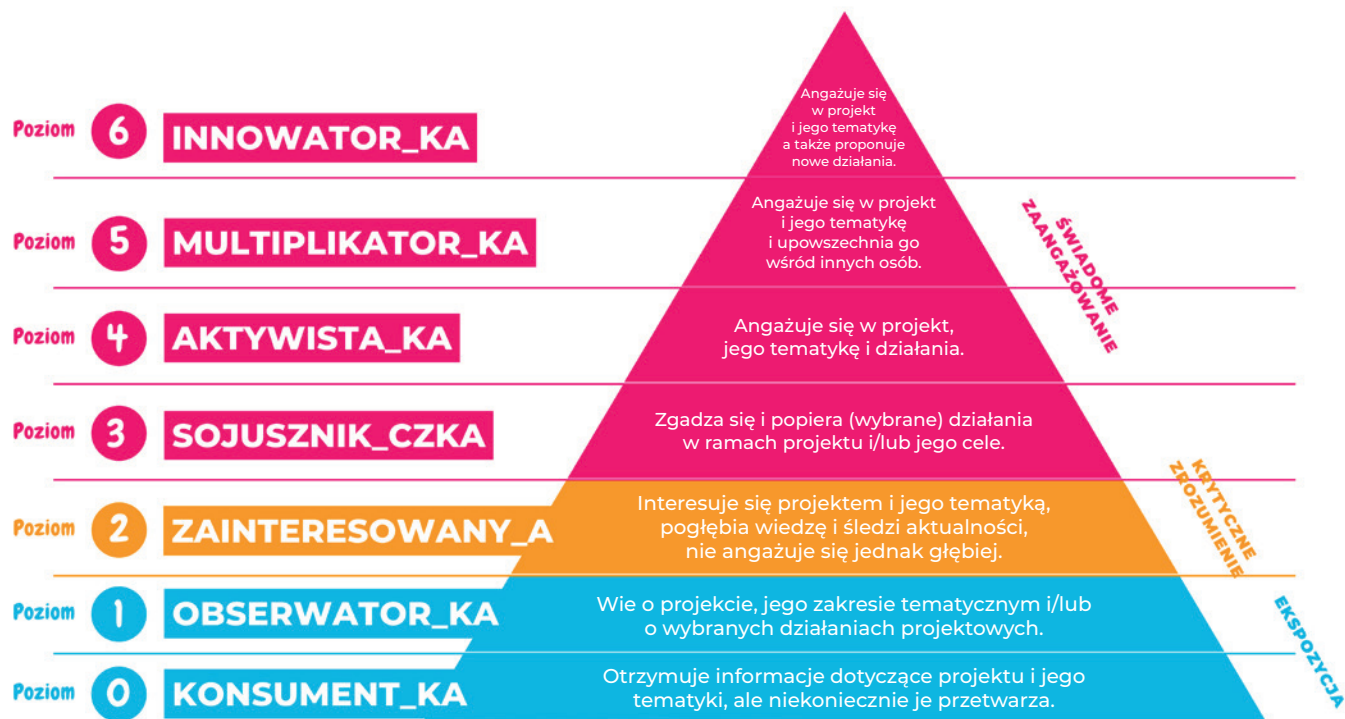 Poziom 6 INNOWATOR_KA
Angażuje się
w projekt
i jego tematykę
a także proponuje
nowe działania.
Poziom 5 MULTIPLIKATOR_KA
Angażuje się w projekt
i jego tematykę
i upowszechnia go
wśród innych osób.
ŚWIADOME
ZAANGAŻOWANIE
Poziom 4 AKTYWISTA_KA
Angażuje się w projekt,
jego tematykę i działania.
Poziom 3 SOJUSZNIK_CZKA
Zgadza się i popiera (wybrane) działania
w ramach projektu i/lub jego cele.
Poziom 2 ZAINTERESOWANY_A
Interesuje się projektem i jego tematyką,
pogłębia wiedzę i śledzi aktualności,
nie angażuje się jednak głębiej.
KRYTYCZNE
ZROZUMIENIE
Poziom 1 OBSERWATOR_KA
Wie o projekcie, jego zakresie tematycznym i/lub
o wybranych działaniach projektowych.
EKSPOZYCJA
Poziom 0 KONSUMENT_KA
Otrzymuje informacje dotyczące projektu i jego
tematyki, ale niekoniecznie je przetwarza.